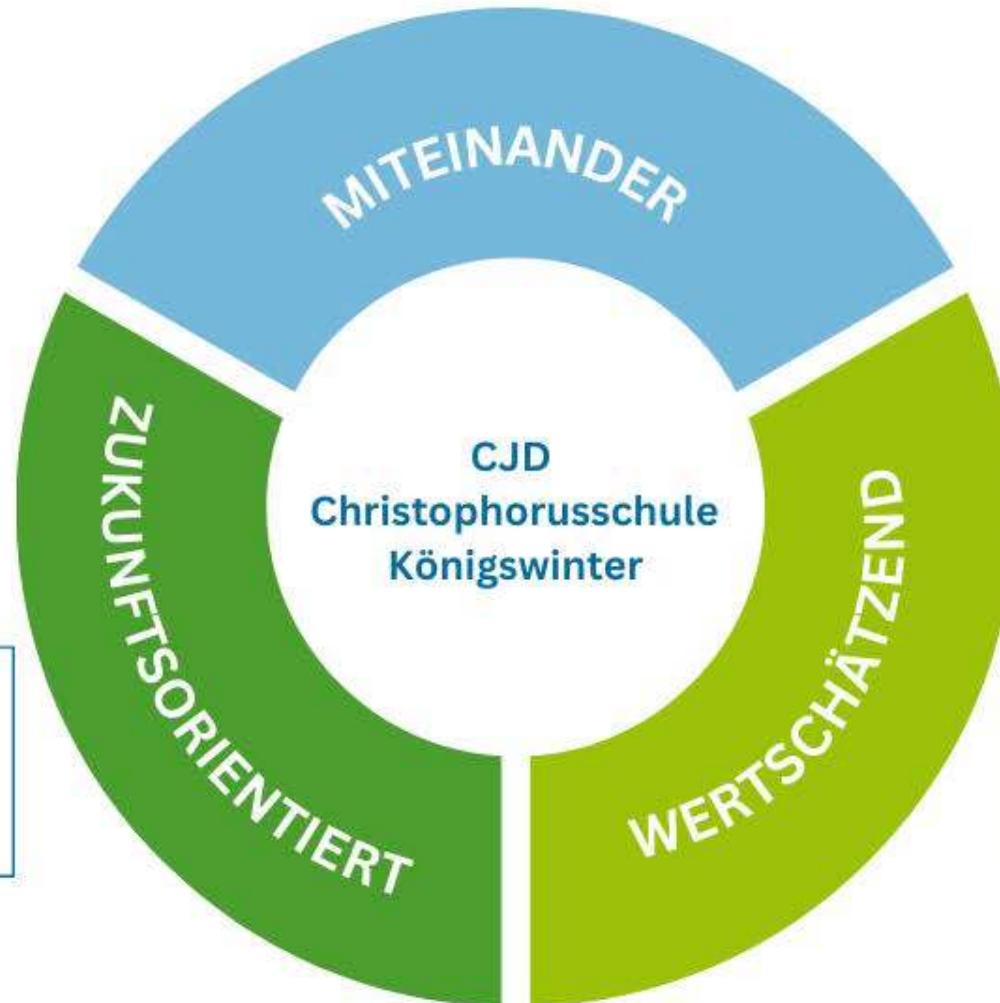 MITEINANDER
CJD
Christophorusschule
Königswinter
ZUKUNFTSORIENTIERT
WERTSCHÄTZEND